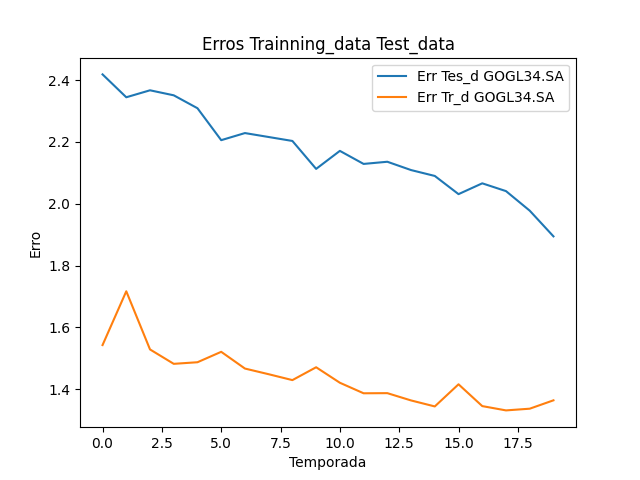 Erros Trainning_data Test_data
Err Tes_d GOGL34.SA
Err Tr_d GOGL34.SA
Erro
2.4
2.2
2.0
1.8
1.6
1.4
0.0 2.5 5.0 7.5 10.0 12.5 15.0 17.5
Temporada